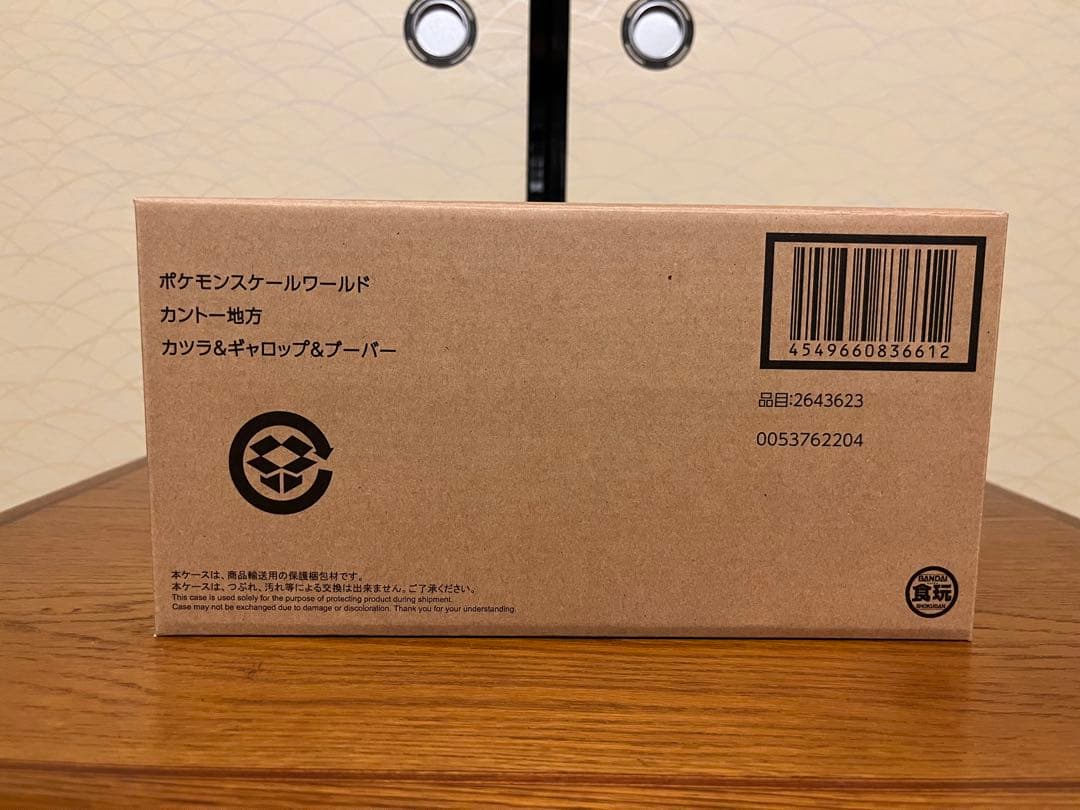 ポケモンスケールワールド
カントー地方
カツラ&ギャロップ&ブーバー
4549660836612
品目:2643623
0053762204
本ケースは、商品輸送用の保護梱包材です。
本ケースは、つぶれ、汚れ等による交換は出来ません。ご了承ください。
This case is used solely for the purpose of protecting product during shipment.
Case may not be exchanged due to damage or discoloration. Thank you for your understanding.
BANDAI
食玩
SHOKUGAN